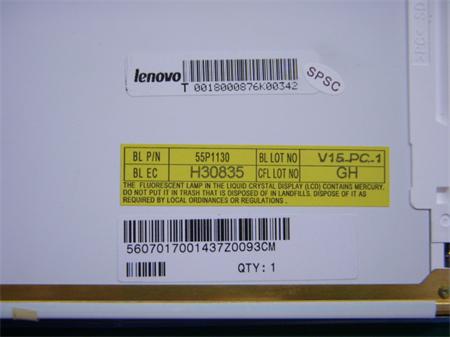 lenovo
T 0018000876K00342
SPSC
BL P/N 55P1130 BL LOT NO V15-PC-1
BL EC H30835 CFL LOT NO GH
THE FLUORESCENT LAMP IN THE LIQUID CRYSTAL DISPLAY (LCD) CONTAINS MERCURY.
DO NOT PUT IT IN TRASH THAT IS DISPOSED OF IN LANDFILLS. DISPOSE OF IT AS
REQUIRED BY LOCAL ORDINANCES OR REGULATIONS.
5607017001437Z0093CM
QTY: 1